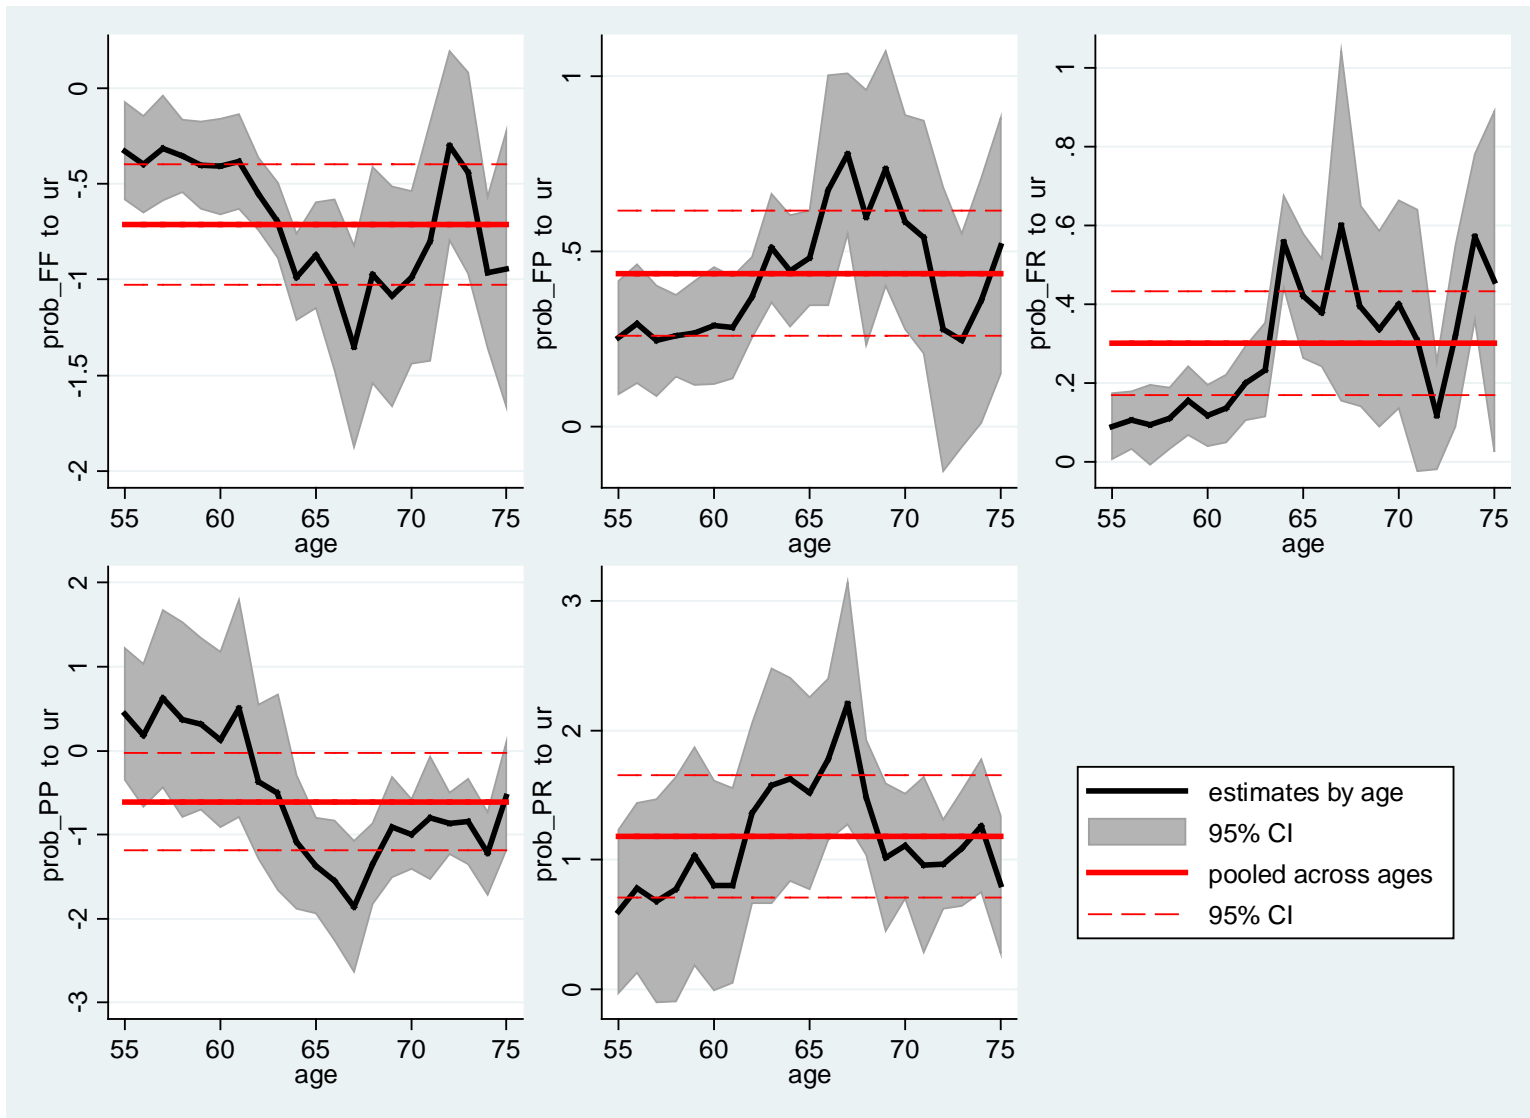 prob_FF to ur
0
-.5
-1
-1.5
-2
55 60 65 70 75
age
prob_FP to ur
1
.5
0
55 60 65 70 75
age
prob_FR to ur
1
.8
.6
.4
.2
0
55 60 65 70 75
age
prob_PP to ur
2
1
0
-1
-2
-3
55 60 65 70 75
age
prob_PR to ur
3
2
1
0
55 60 65 70 75
age
estimates by age
95% CI
pooled across ages
95% CI